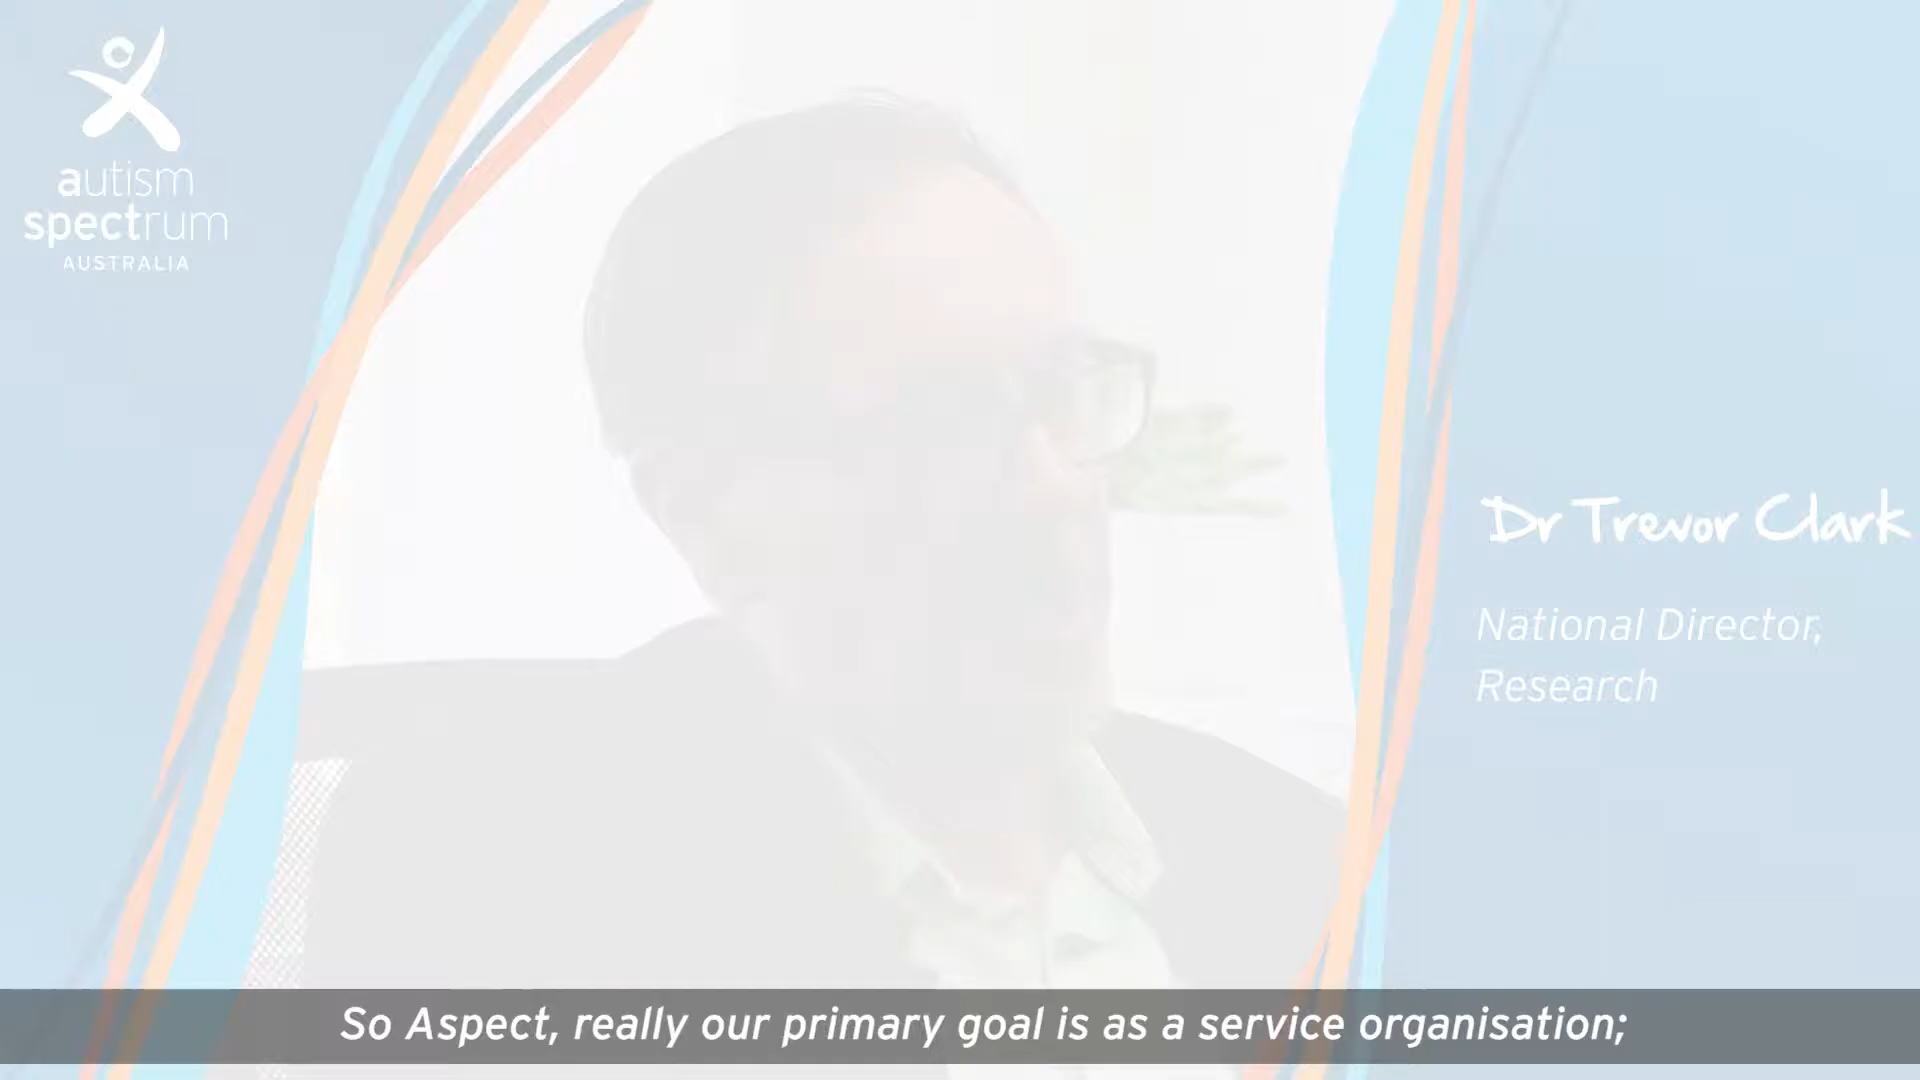 autism
spectrum
AUSTRALIA
Dr Trevor Clark
National Director,
Research
So Aspect, really our primary goal is as a service organisation;